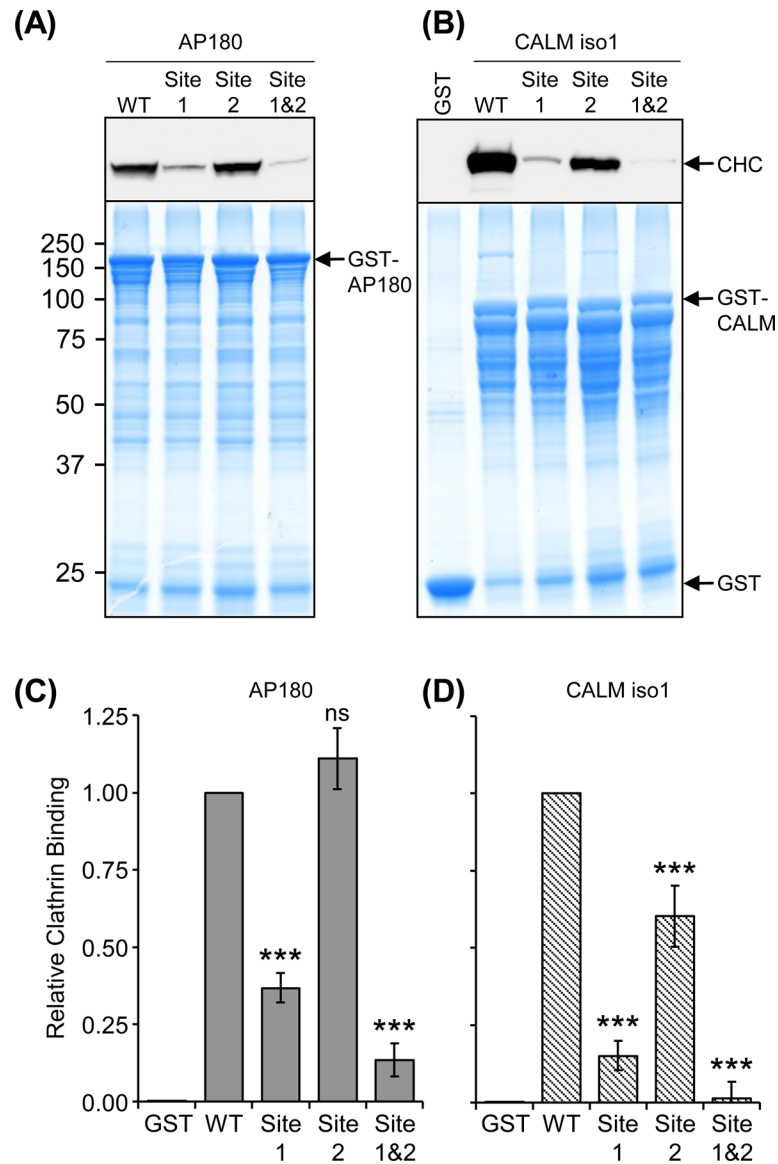 (A)
AP180
WT
Site 1
Site 2
Site 1&2
250
150
100
75
50
37
25
GST-AP180
(B)
CALM iso1
GST
WT
Site 1
Site 2
Site 1&2
CHC
GST-CALM
GST
(C)
AP180
Relative Clathrin Binding
1.25
1.00
0.75
0.50
0.25
0.00
***
ns
***
GST
WT
Site 1
Site 2
Site 1&2
(D)
CALM iso1
***
***
***
GST
WT
Site 1
Site 2
Site 1&2